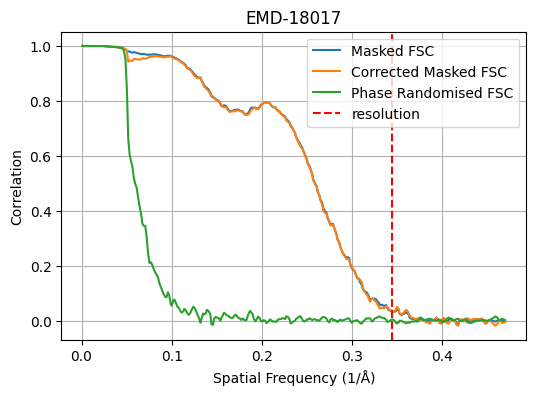 EMD-18017
Masked FSC
Corrected Masked FSC
Phase Randomised FSC
resolution
Correlation
1.0
0.8
0.6
0.4
0.2
0.0
0.0 0.1 0.2 0.3 0.4
Spatial Frequency (1/Å)